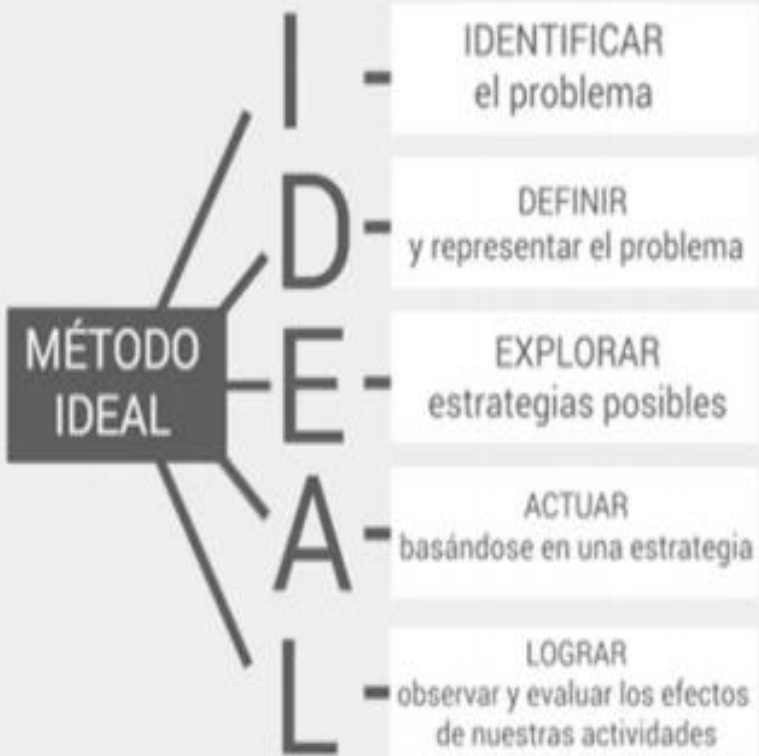 MÉTODO
IDEAL
I
IDENTIFICAR
el problema
D
DEFINIR
y representar el problema
E
EXPLORAR
estrategias posibles
A
ACTUAR
basándose en una estrategia
L
LOGRAR
observar y evaluar los efectos
de nuestras actividades